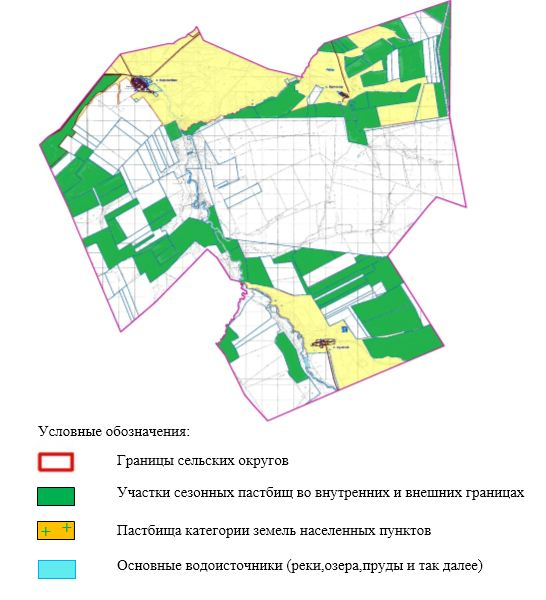 Условные обозначения:
Границы сельских округов
Участки сезонных пастбищ во внутренних и внешних границах
Пастбища категории земель населенных пунктов
Основные водоисточники (реки,озера,пруды и так далее)